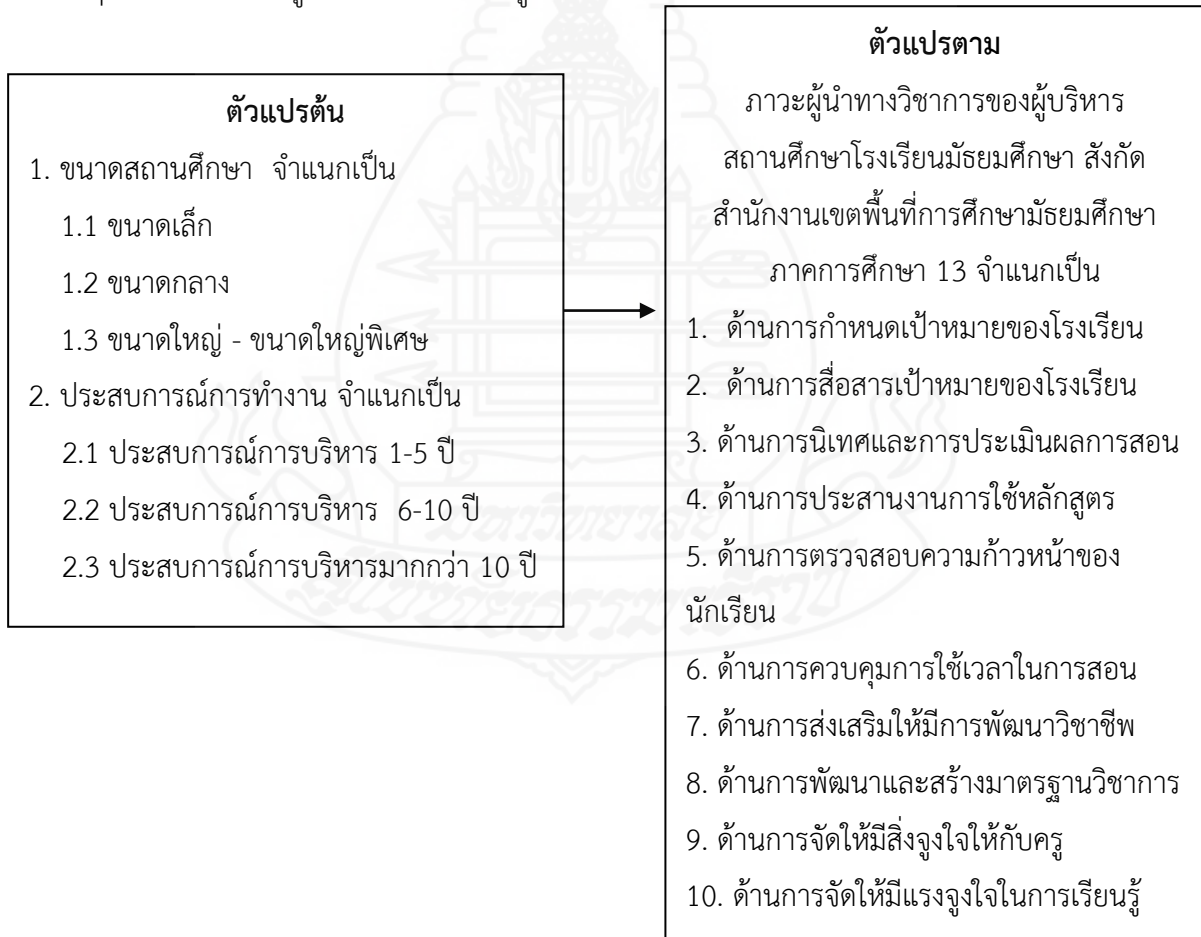 ตัวแปรต้น
1. ขนาดสถานศึกษา จำแนกเป็น
1.1 ขนาดเล็ก
1.2 ขนาดกลาง
1.3 ขนาดใหญ่ - ขนาดใหญ่พิเศษ
2. ประสบการณ์การทำงาน จำแนกเป็น
2.1 ประสบการณ์การบริหาร 1-5 ปี
2.2 ประสบการณ์การบริหาร 6-10 ปี
2.3 ประสบการณ์การบริหารมากกว่า 10 ปี
ตัวแปรตาม
ภาวะผู้นำทางวิชาการของผู้บริหาร
สถานศึกษาโรงเรียนมัธยมศึกษา สังกัด
สำนักงานเขตพื้นที่การศึกษามัธยมศึกษา
ภาคการศึกษา 13 จำแนกเป็น
1. ด้านการกำหนดเป้าหมายของโรงเรียน
2. ด้านการสื่อสารเป้าหมายของโรงเรียน
3. ด้านการนิเทศและการประเมินผลการสอน
4. ด้านการประสานงานการใช้หลักสูตร
5. ด้านการตรวจสอบความก้าวหน้าของ
นักเรียน
6. ด้านการควบคุมการใช้เวลาในการสอน
7. ด้านการส่งเสริมให้มีการพัฒนาวิชาชีพ
8. ด้านการพัฒนาและสร้างมาตรฐานวิชาการ
9. ด้านการจัดให้มีสิ่งจูงใจให้กับครู
10. ด้านการจัดให้มีแรงจูงใจในการเรียนรู้